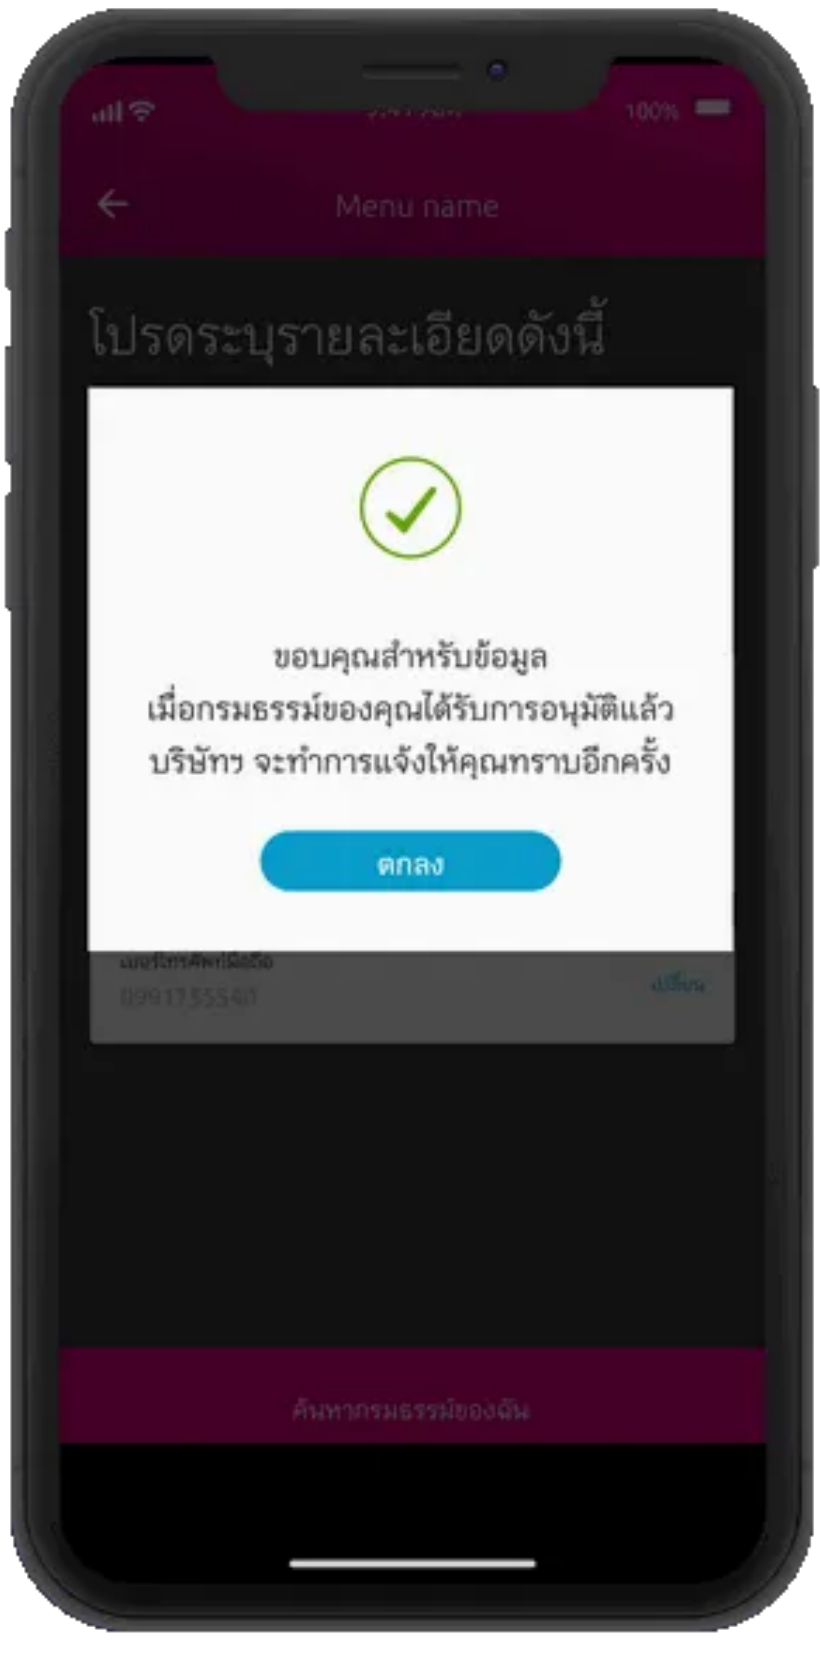 100%
Menu name
โปรดระบุรายละเอียดดังนี้
ขอบคุณสำหรับข้อมูล
เมื่อกรมธรรม์ของคุณได้รับการอนุมัติแล้ว
บริษัทฯ จะทำการแจ้งให้คุณทราบอีกครั้ง
ตกลง
เบอร์โทรศัพท์มือถือ
เปลี่ยน
ค้นหากรมธรรม์ของฉัน